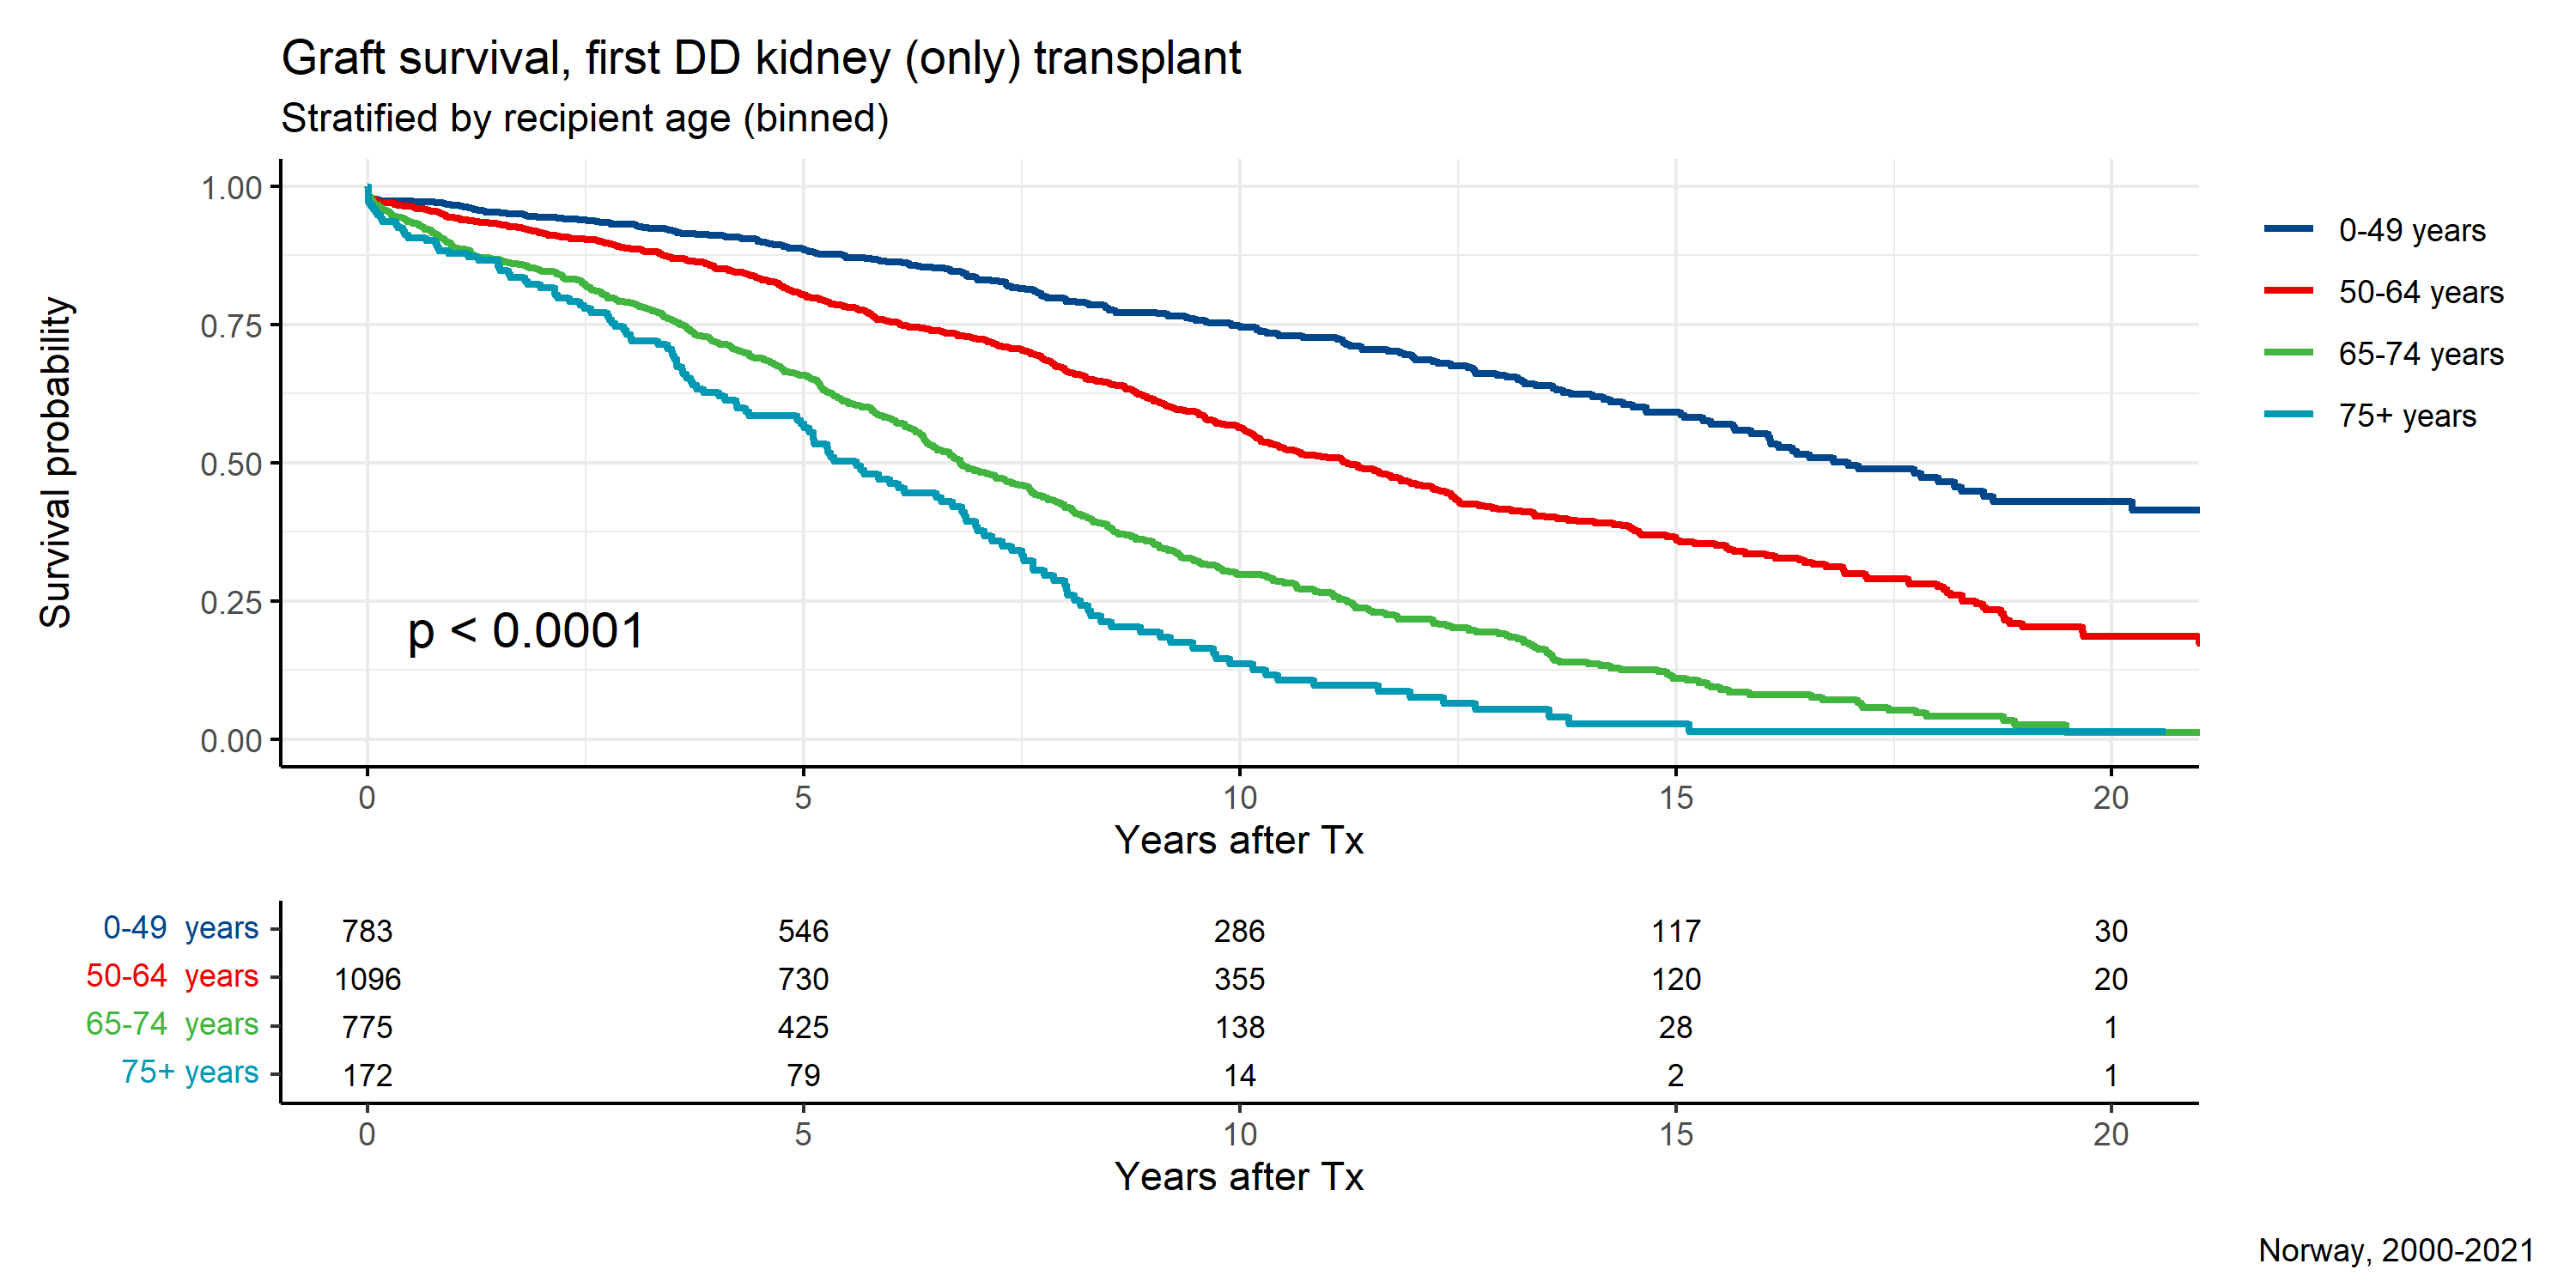 Graft survival, first DD kidney (only) transplant
Stratified by recipient age (binned)
Survival probability
1.00
0.75
0.50
0.25
0.00
p < 0.0001
0 5 10 15 20
Years after Tx
0-49 years
50-64 years
65-74 years
75+ years
0-49 years 783 546 286 117 30
50-64 years 1096 730 355 120 20
65-74 years 775 425 138 28 1
75+ years 172 79 14 2 1
0 5 10 15 20
Years after Tx
Norway, 2000-2021